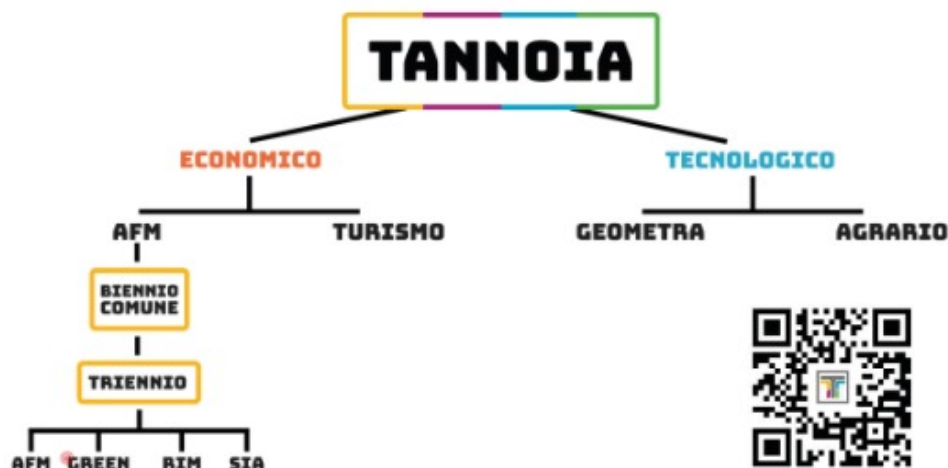 TANNOIA
ECONOMICO TECNOLOGICO
AFM TURISMO GEOMETRA AGRARIO
BIENNIO
COMUNE
TRIENNIO
AFM GREEN RIM SIA